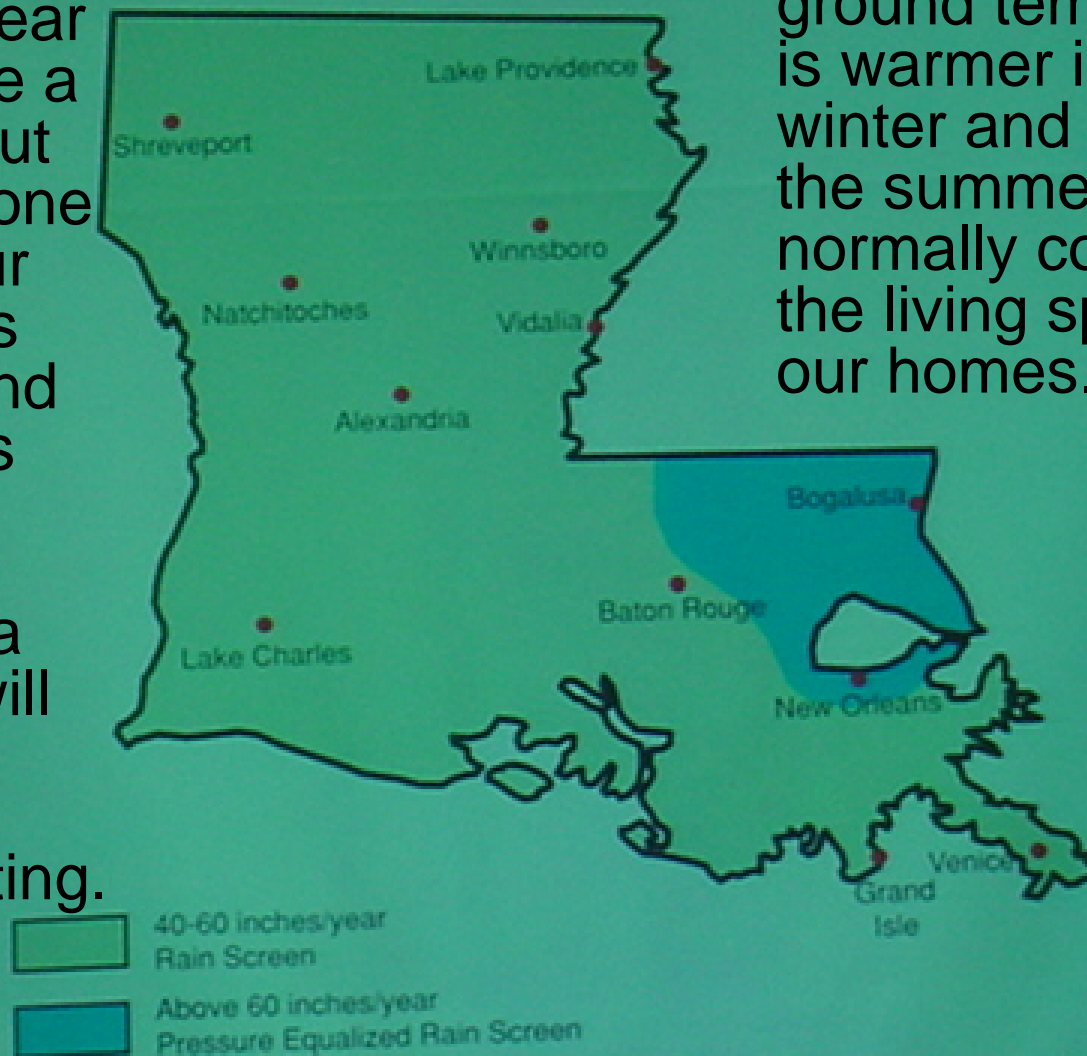 ear
e a
ut
one
ur
s
nd
s
a
will
ting.
ground tem
is warmer i
winter and
the summe
normally co
the living sp
our homes.
Lake Providence
Shreveport
Winnsboro
Natchitoches
Vidalia
Alexandria
Bogalusa
Baton Rouge
Lake Charles
New Orleans
Venice
Grand
Isle
40-60 inches/year
Rain Screen
Above 60 inches/year
Pressure Equalized Rain Screen